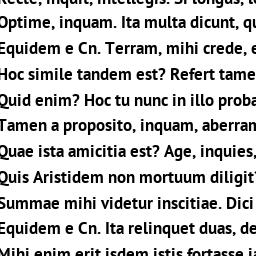 Recte, inquit, intellegis. Si longus, le
Optime, inquam. Ita multa dicunt, qu
Equidem e Cn. Terram, mihi crede, e
Hoc simile tandem est? Refert tame
Quid enim? Hoc tu nunc in illo proba
Tamen a proposito, inquam, aberram
Quae ista amicitia est? Age, inquies,
Quis Aristidem non mortuum diligit?
Summae mihi videtur inscitiae. Dici
Equidem e Cn. Ita relinquet duas, de
Mihi enim erit isdem istis fortasse ia